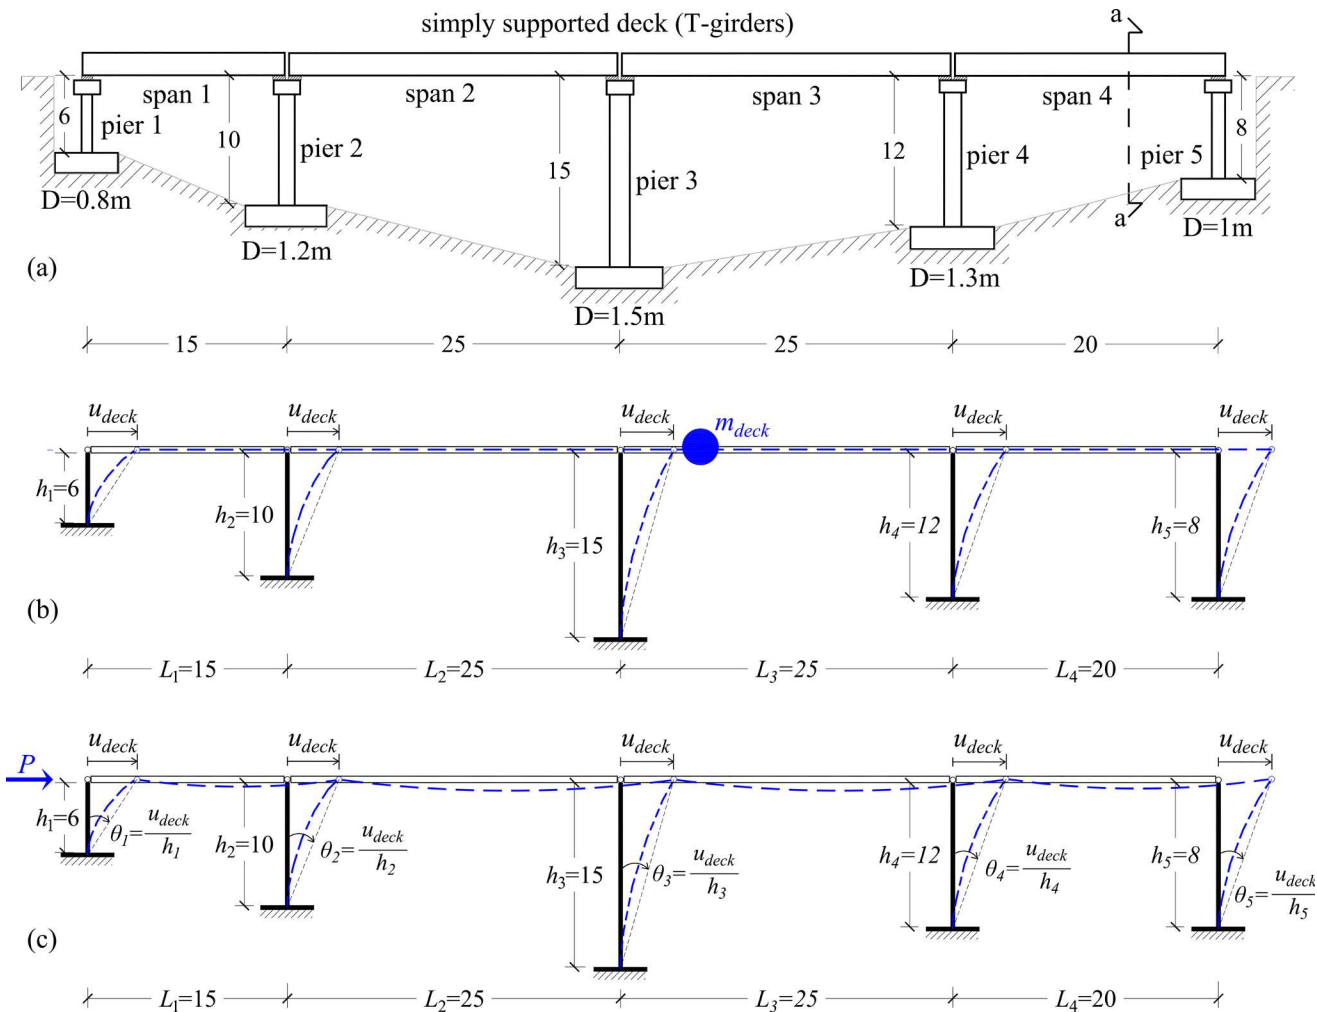 simply supported deck (T-girders)
a
6
span 1
pier 1
10
span 2
span 3
span 4
pier 2
15
pier 3
12
pier 4
pier 5
8
a
D=0.8m
D=1.2m
D=1.5m
D=1.3m
D=1m
(a)
15
25
25
20
u_deck
u_deck
u_deck
m_deck
u_deck
u_deck
h_1=6
h_2=10
h_3=15
h_4=12
h_5=8
(b)
L_1=15
L_2=25
L_3=25
L_4=20
u_deck
u_deck
u_deck
u_deck
u_deck
P
h_1=6
θ_1=u_deck/h_1
h_2=10
θ_2=u_deck/h_2
h_3=15
θ_3=u_deck/h_3
h_4=12
θ_4=u_deck/h_4
h_5=8
θ_5=u_deck/h_5
(c)
L_1=15
L_2=25
L_3=25
L_4=20